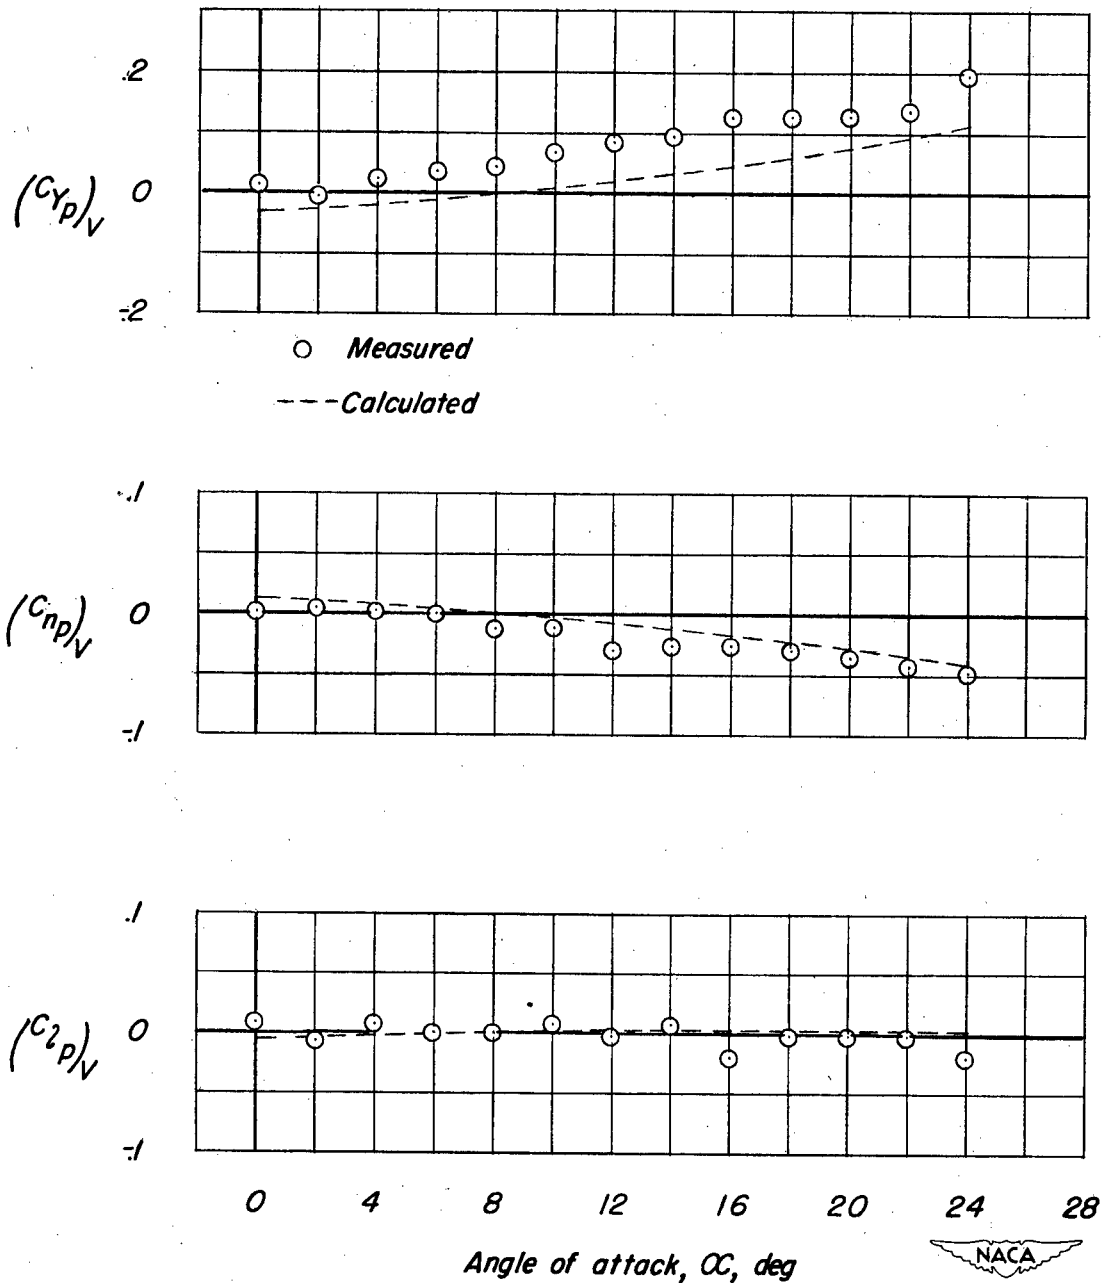 .2
(CYp)V 0
-.2
Measured
Calculated
.1
(Cnp)V 0
-.1
.1
(Clp)V 0
-.1
0 4 8 12 16 20 24 28
Angle of attack, α, deg
NACA